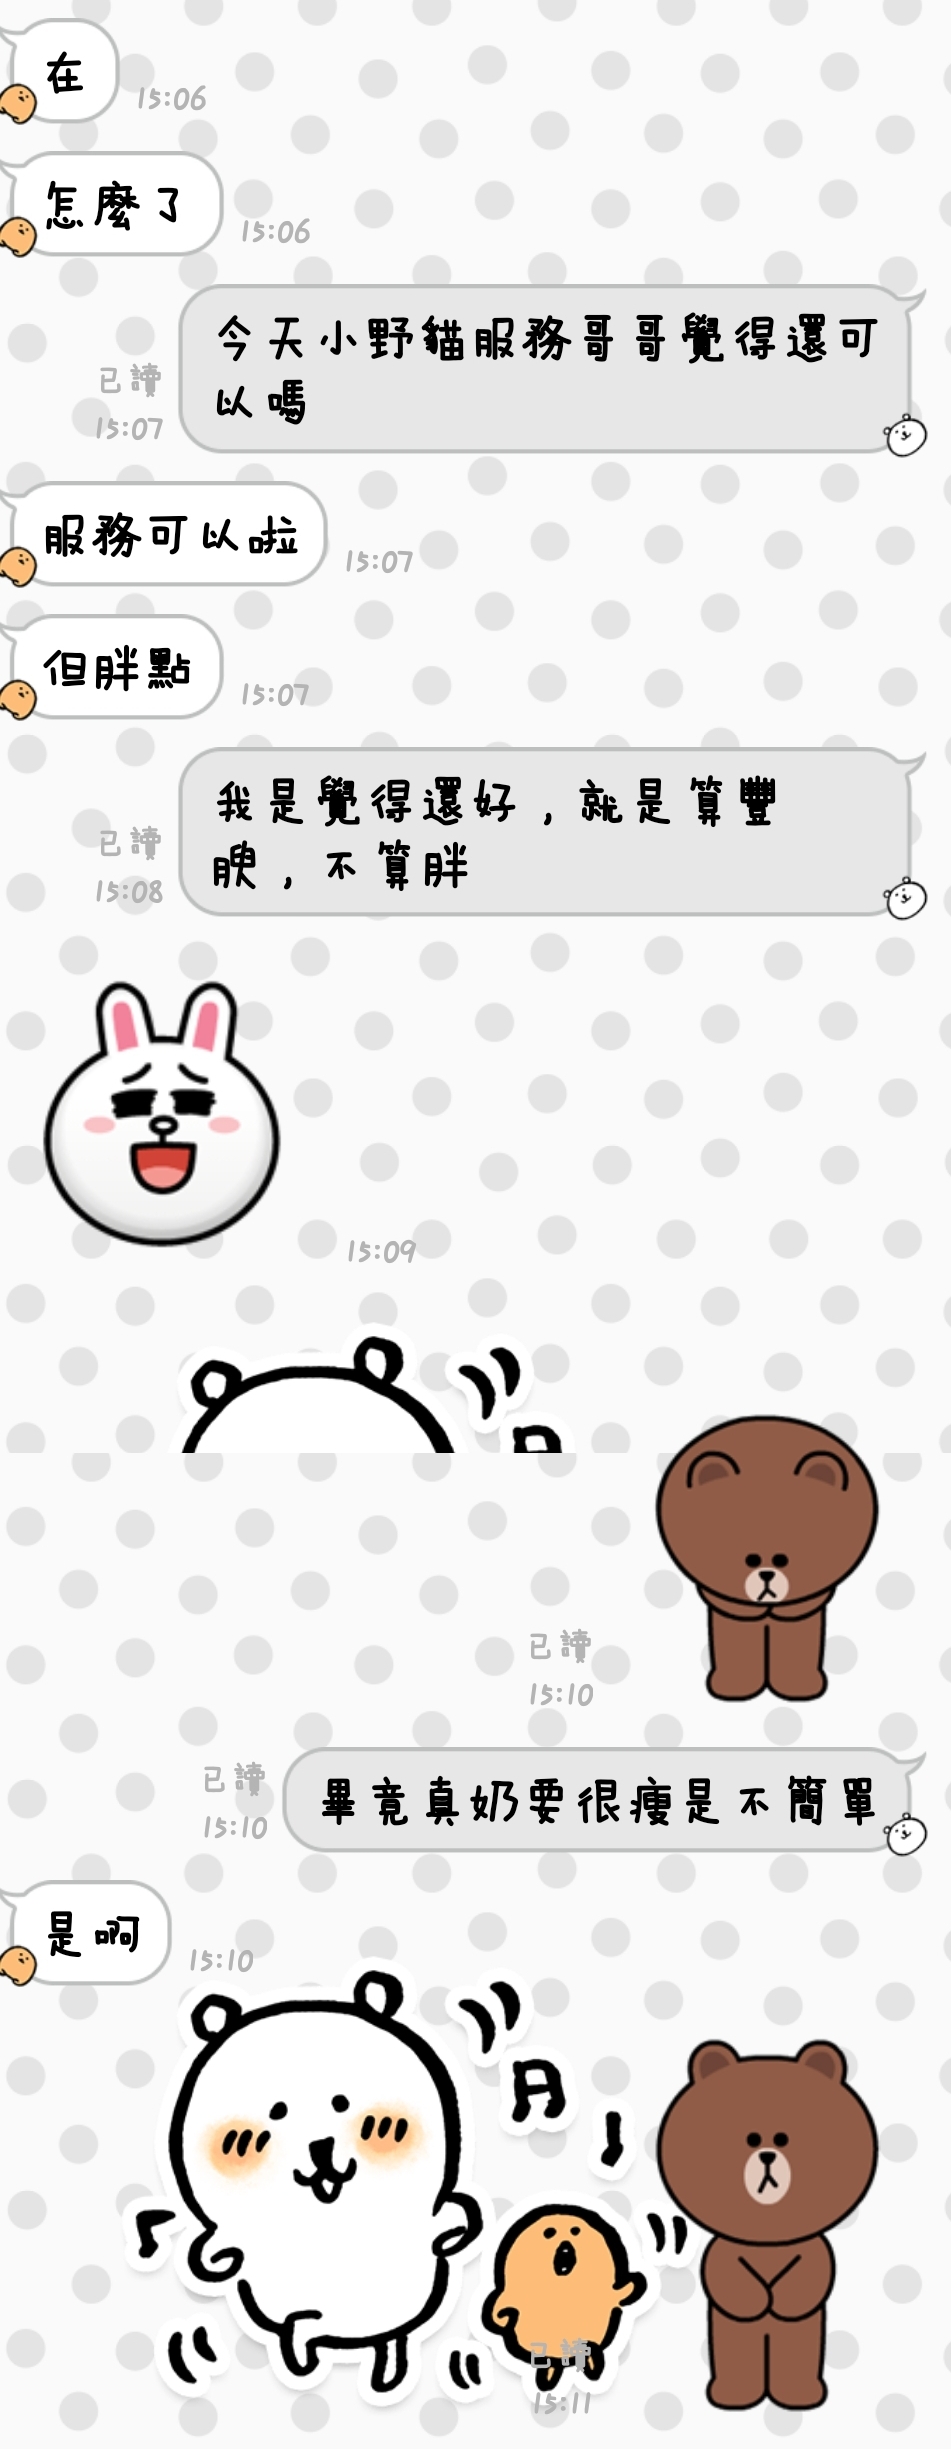 在
15:06
怎麼了
15:06
今天小野貓服務哥哥覺得還可
以嗎
已讀
15:07
服務可以啦
15:07
但胖點
15:07
我是覺得還好，就是算豐
腴，不算胖
已讀
15:08
15:09
已讀
15:10
畢竟真奶要很瘦是不簡單
已讀
15:10
是啊
15:10
已讀
15:11